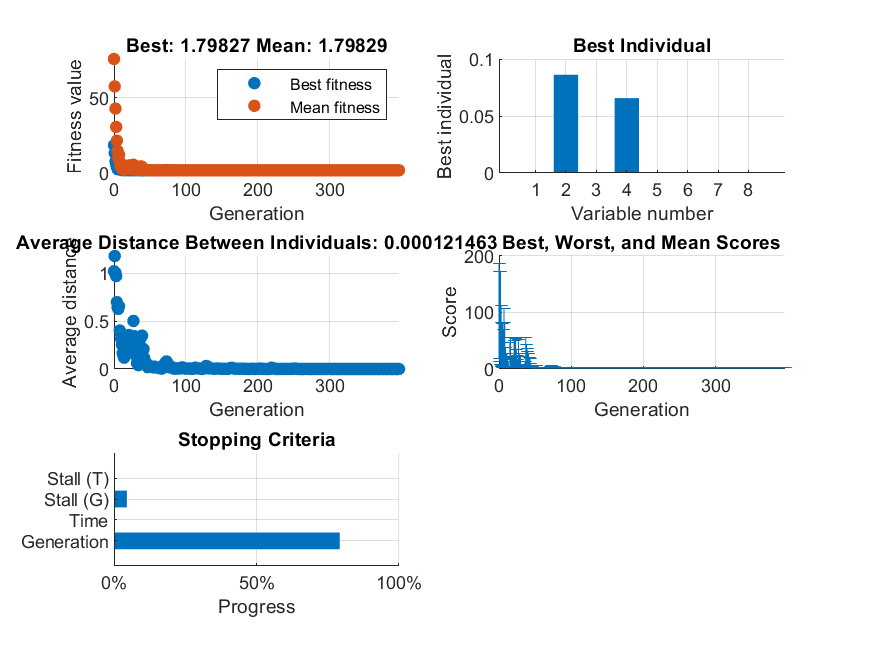 Best: 1.79827 Mean: 1.79829
Fitness value
50
0
Best fitness
Mean fitness
0 100 200 300
Generation
Best Individual
Best individual
0.1
0.05
0
1 2 3 4 5 6 7 8
Variable number
Average Distance Between Individuals: 0.000121463
Average distance
1
0.5
0
0 100 200 300
Generation
Best, Worst, and Mean Scores
Score
200
100
0
0 100 200 300
Generation
Stopping Criteria
Stall (T)
Stall (G)
Time
Generation
0% 50% 100%
Progress